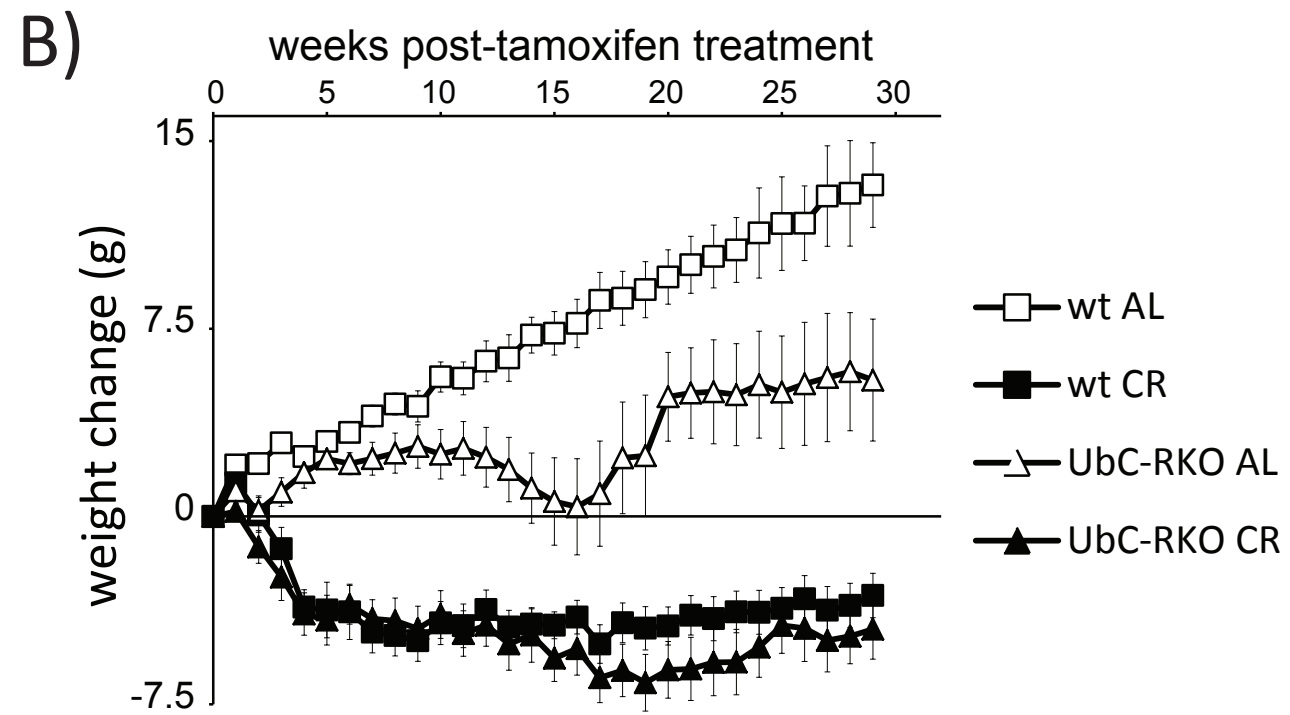 B)
weeks post-tamoxifen treatment
0 5 10 15 20 25 30
15
7.5
0
-7.5
weight change (g)
wt AL
wt CR
UbC-RKO AL
UbC-RKO CR